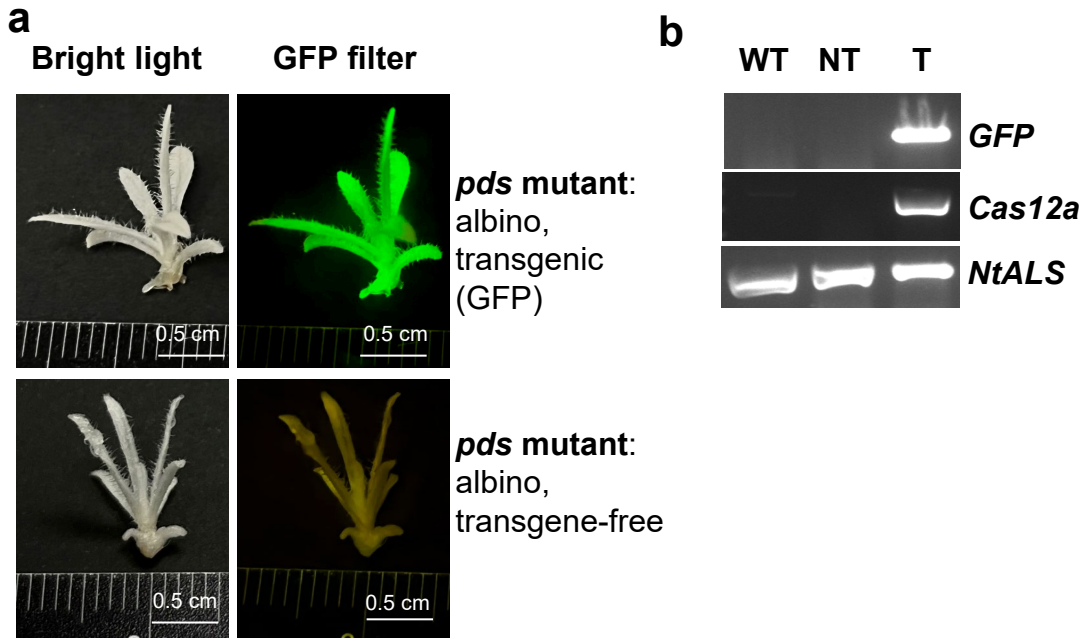 a
Bright light
GFP filter
0.5 cm
0.5 cm
pds mutant:
albino,
transgenic
(GFP)
0.5 cm
0.5 cm
pds mutant:
albino,
transgene-free
b
WT NT T
GFP
Cas12a
NtALS